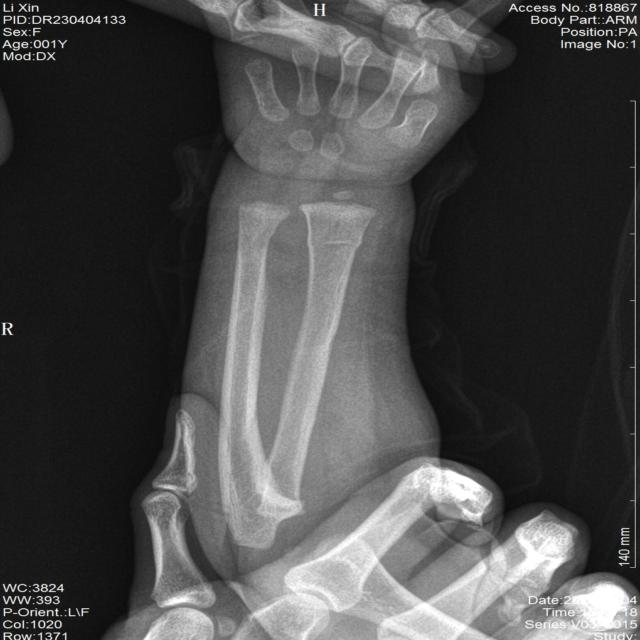 Li Xin
PID:DR230404133
Sex:F
Age:001Y
Mod:DX
H
Access No.:818867
Body Part::ARM
Position:PA
Image No:1
R
140 mm
WC:3824
WW:393
P-Orient.:L\F
Col:1020
Row:1371